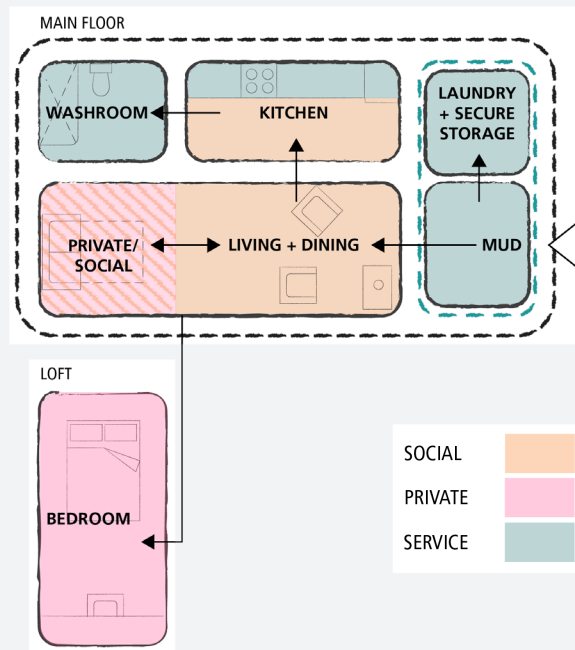 MAIN FLOOR
WASHROOM
KITCHEN
LAUNDRY
+ SECURE
STORAGE
PRIVATE/
SOCIAL
LIVING + DINING
MUD
LOFT
BEDROOM
SOCIAL
PRIVATE
SERVICE